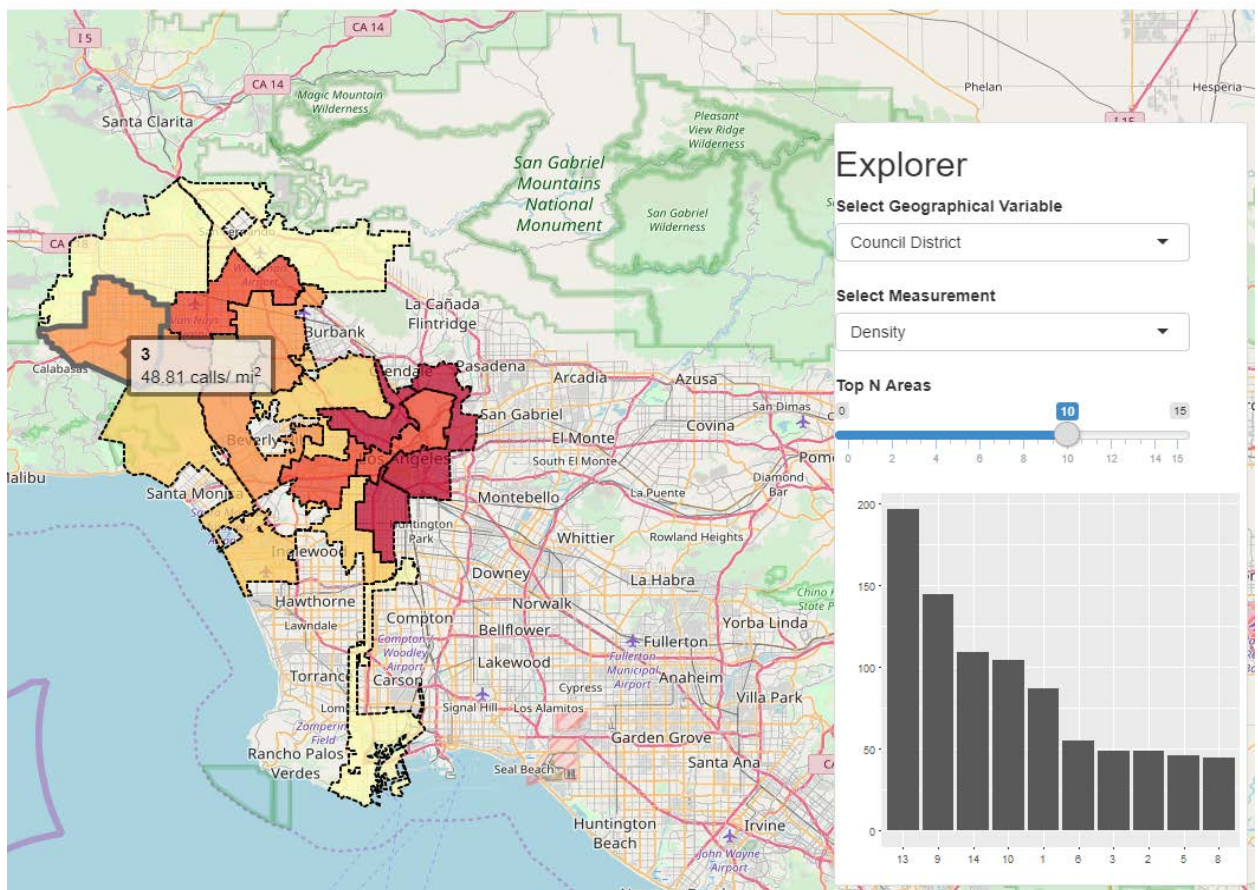 I 5
CA 14
CA 14
CA 14
Santa Clarita
Magic Mountain
Wilderness
Pleasant
View Ridge
Wilderness
San Gabriel
Mountains
National
Monument
San Gabriel
Wilderness
Phelan
Hesperia
I 15
La Cañada
Flintridge
Burbank
Glendale
Pasadena
Calabasas
3
48.81 calls/ mi²
Arcadia
Azusa
San Gabriel
San Dimas
Covina
El Monte
South El Monte
Los Angeles
Malibu
Santa Monica
Montebello
La Puente
Diamond
Bar
Huntington
Park
Whittier
Rowland Heights
Inglewood
Downey
La Habra
Hawthorne
Norwalk
Compton
Lawndale
Bellflower
Yorba Linda
Compton
Woodley
Airport
Fullerton
Fullerton
Municipal
Airport
Lakewood
Torranc
Carson
Anaheim
Cypress
Villa Park
Signal Hill
Los Alamitos
Zamperini
Field
Rancho Palos
Verdes
Garden Grove
Santa Ana
Seal Beach
Huntington
Beach
Irvine
John Wayne
Airport
Explorer
Select Geographical Variable
Council District
Select Measurement
Density
Top N Areas
0
10
15
0 2 4 6 8 10 12 14 15
200
150
100
50
0
13 9 14 10 1 6 3 2 5 8